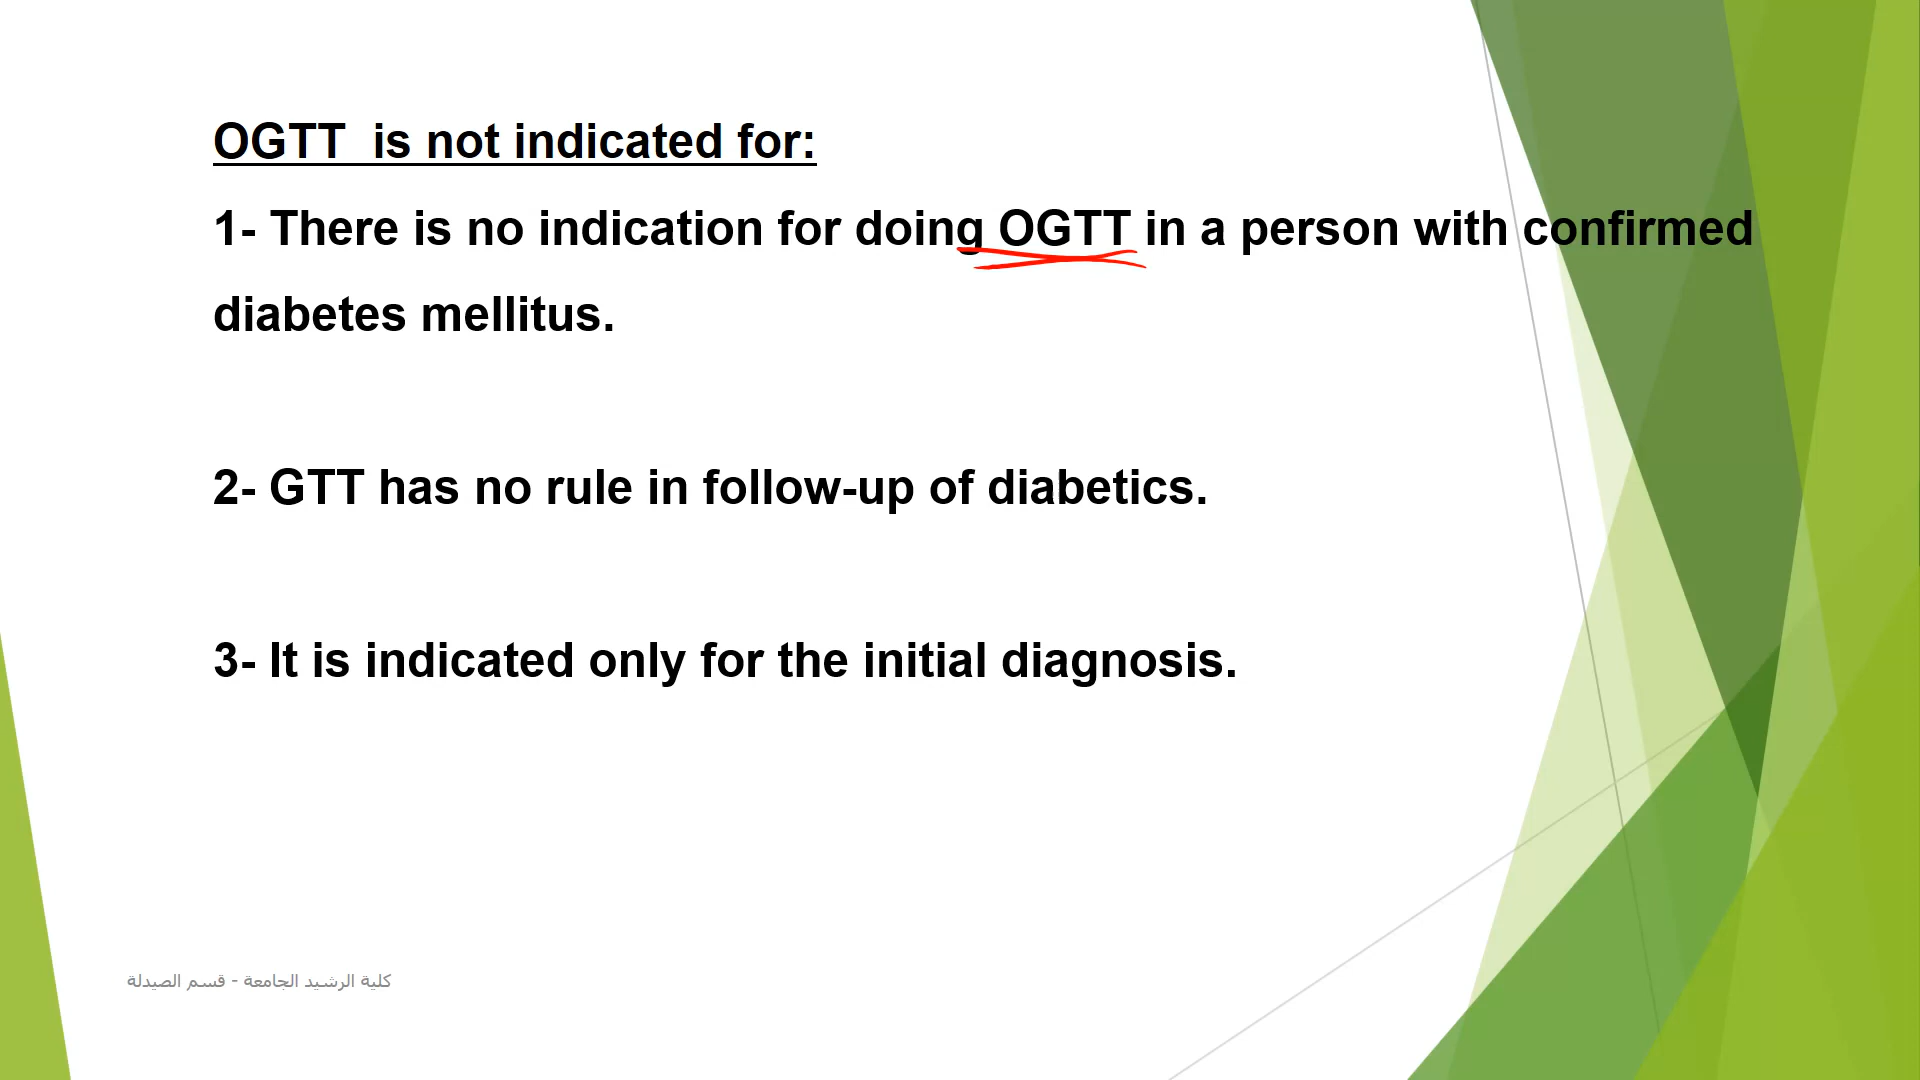 OGTT  is not indicated for:
1- There is no indication for doing OGTT in a person with confirmed
diabetes mellitus.
2- GTT has no rule in follow-up of diabetics.
3- It is indicated only for the initial diagnosis.
كلية الرشيد الجامعة - قسم الصيدلة